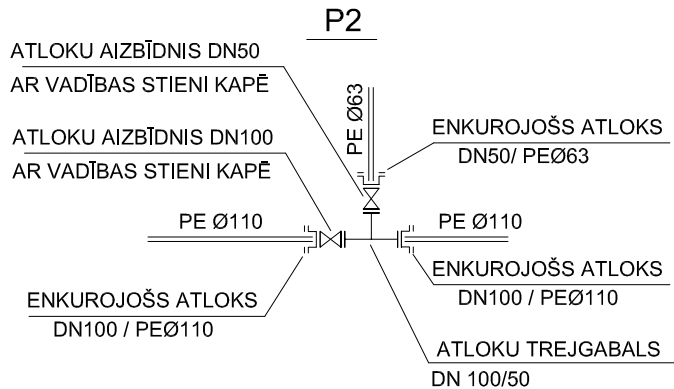 P2
ATLOKU AIZBĪDNIS DN50
AR VADĪBAS STIENI KAPĒ
PE Ø63
ATLOKU AIZBĪDNIS DN100
AR VADĪBAS STIENI KAPĒ
ENKUROJOŠS ATLOKS
DN50/ PEØ63
PE Ø110
PE Ø110
ENKUROJOŠS ATLOKS
DN100 / PEØ110
ENKUROJOŠS ATLOKS
DN100 / PEØ110
ATLOKU TREJGABALS
DN 100/50